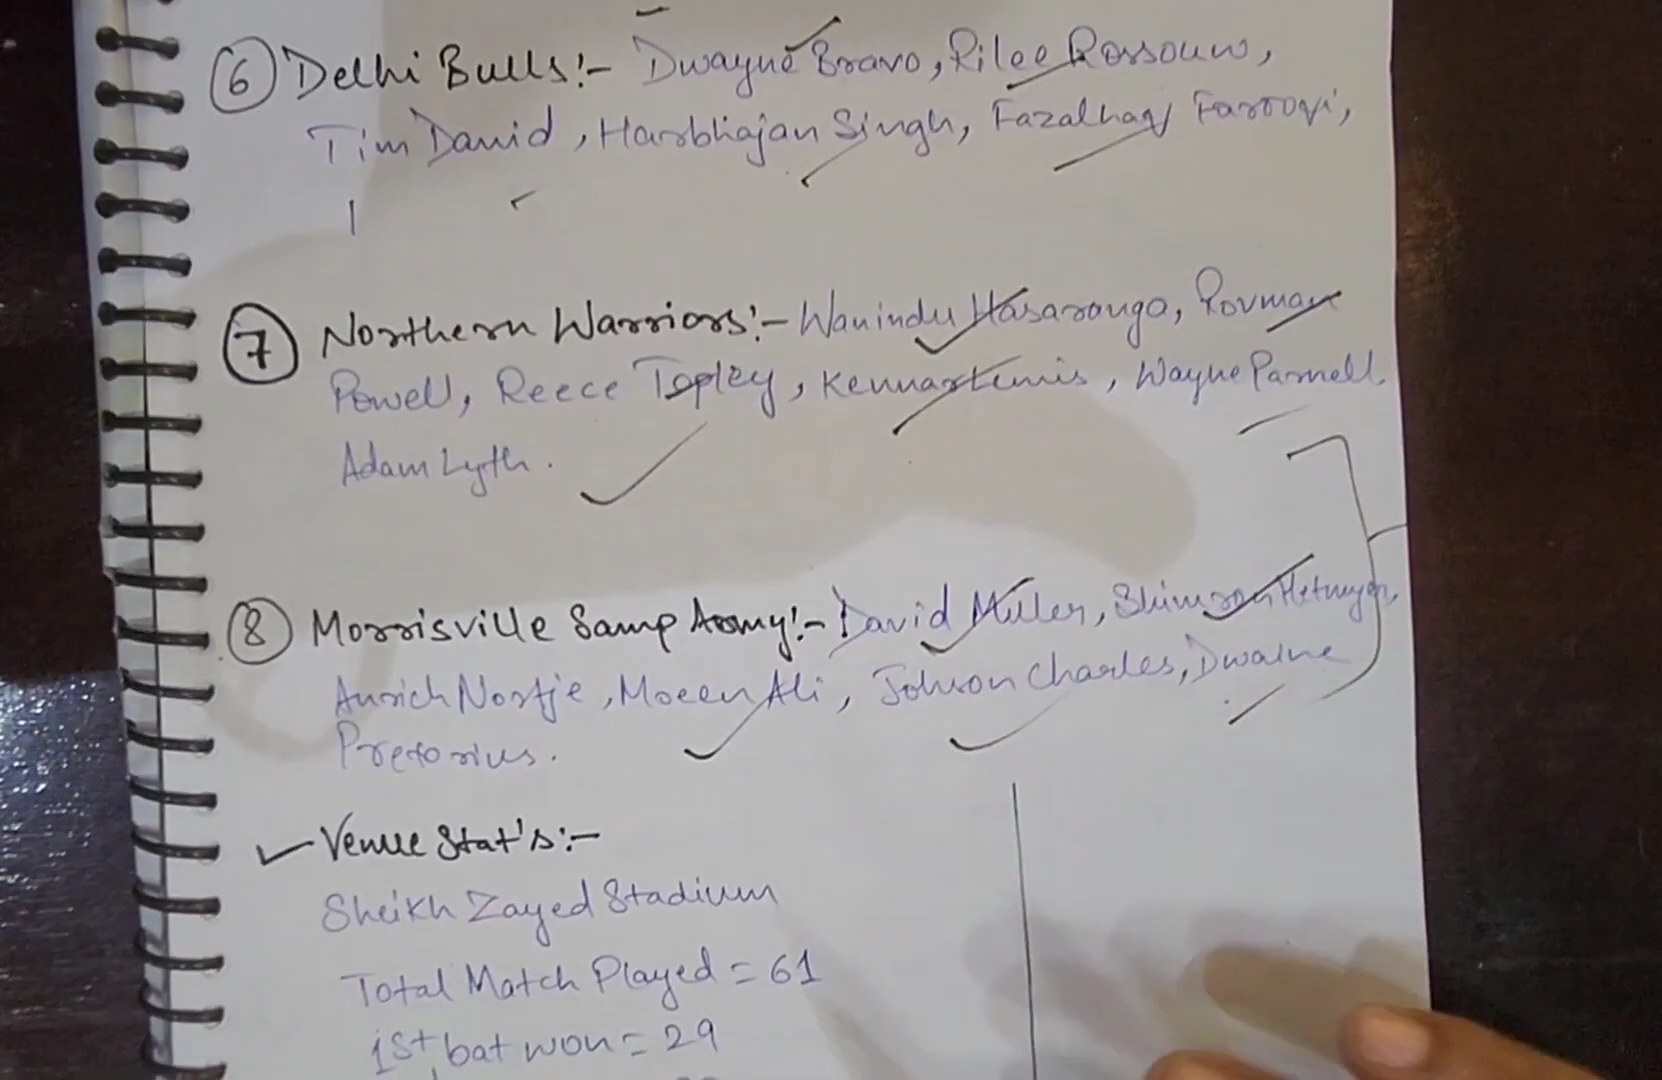 6 Delhi Bulls:- Dwayne Bravo, Rilee Rossouw,
Tim David, Harbhajan Singh, Fazalhaq Farooqi,
7 Northern Warriors:- Wanindu Hasaranga, Rovman
Powell, Reece Topley, Kennar Lewis, Wayne Parnell.
Adam Lyth.
8 Morrisville Samp Army:- David Miller, Shimron Hetmyer,
Anrich Nortje, Moeen Ali, Johnson Charles, Dwaine
Pretorius.
Venue Stat's:-
Sheikh Zayed Stadium
Total Match Played = 61
1st bat won = 29